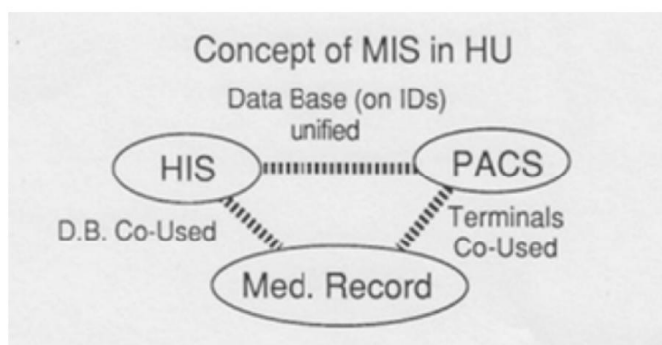 Concept of MIS in HU
Data Base (on IDs)
unified
HIS
PACS
D.B. Co-Used
Terminals
Co-Used
Med. Record